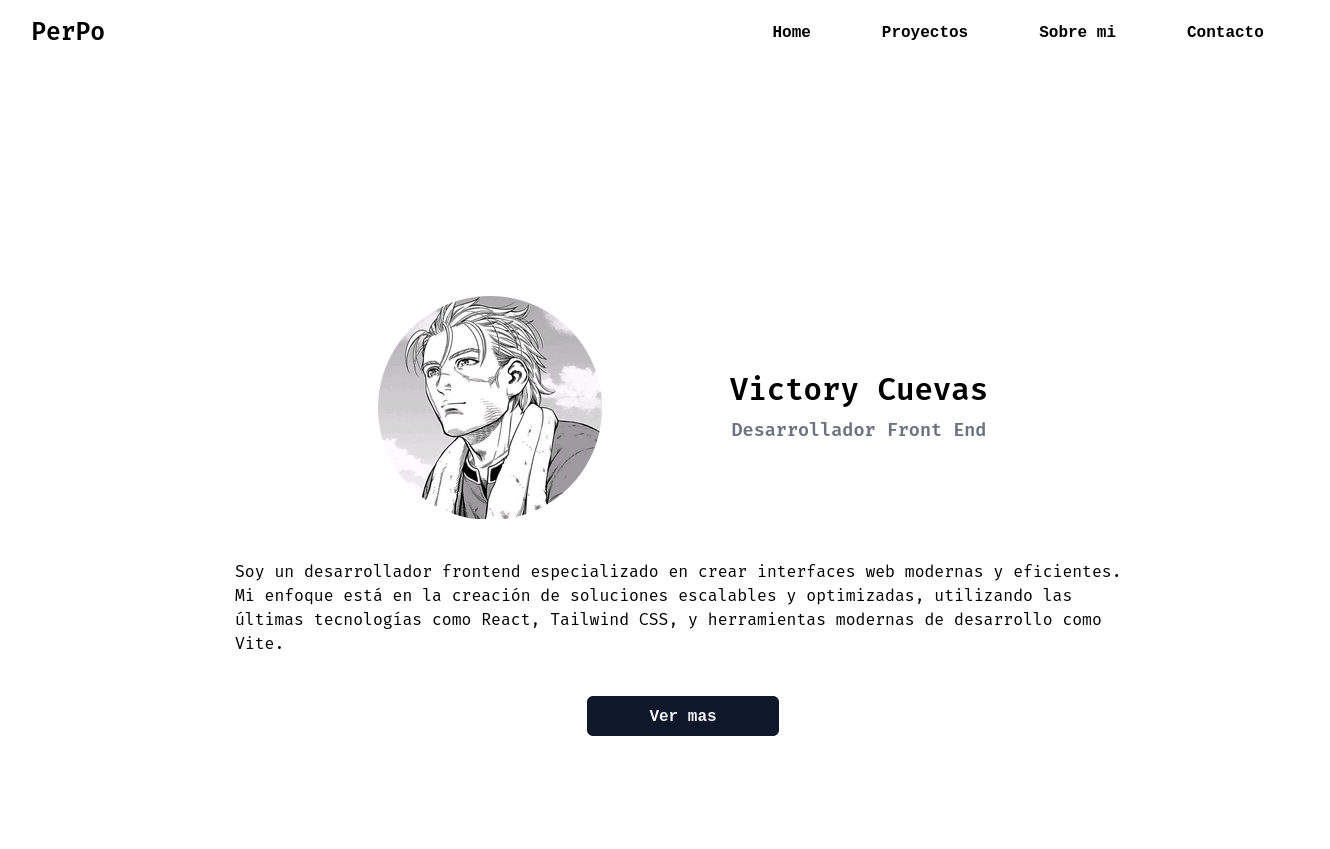 PerPo
Home
Proyectos
Sobre mi
Contacto
Victory Cuevas
Desarrollador Front End
Soy un desarrollador frontend especializado en crear interfaces web modernas y eficientes.
Mi enfoque está en la creación de soluciones escalables y optimizadas, utilizando las
últimas tecnologías como React, Tailwind CSS, y herramientas modernas de desarrollo como
Vite.
Ver mas